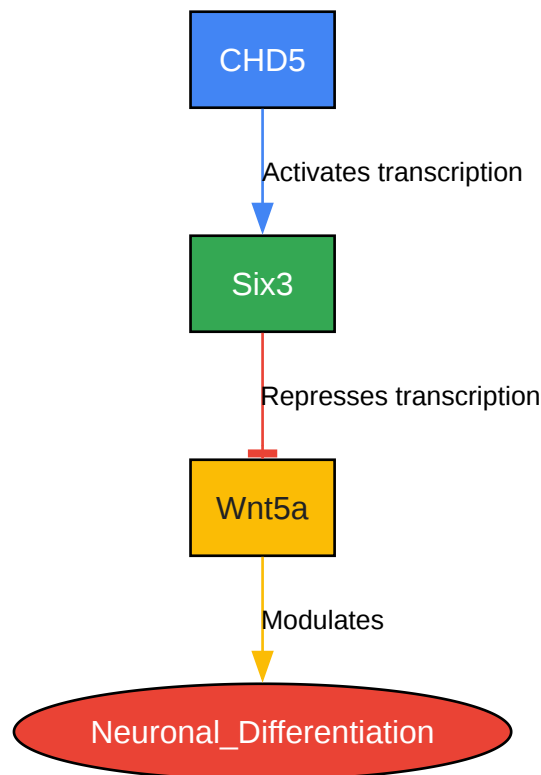 CHD5
Activates transcription
Six3
Represses transcription
Wnt5a
Modulates
Neuronal_Differentiation